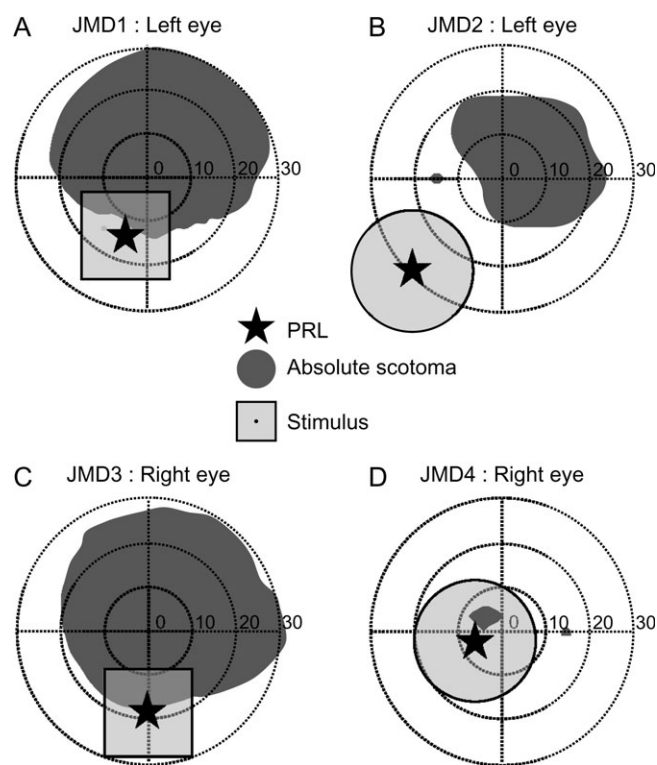 A JMD1 : Left eye
0 10 20 30
B JMD2 : Left eye
0 10 20 30
PRL
Absolute scotoma
Stimulus
C JMD3 : Right eye
0 10 20 30
D JMD4 : Right eye
0 10 20 30